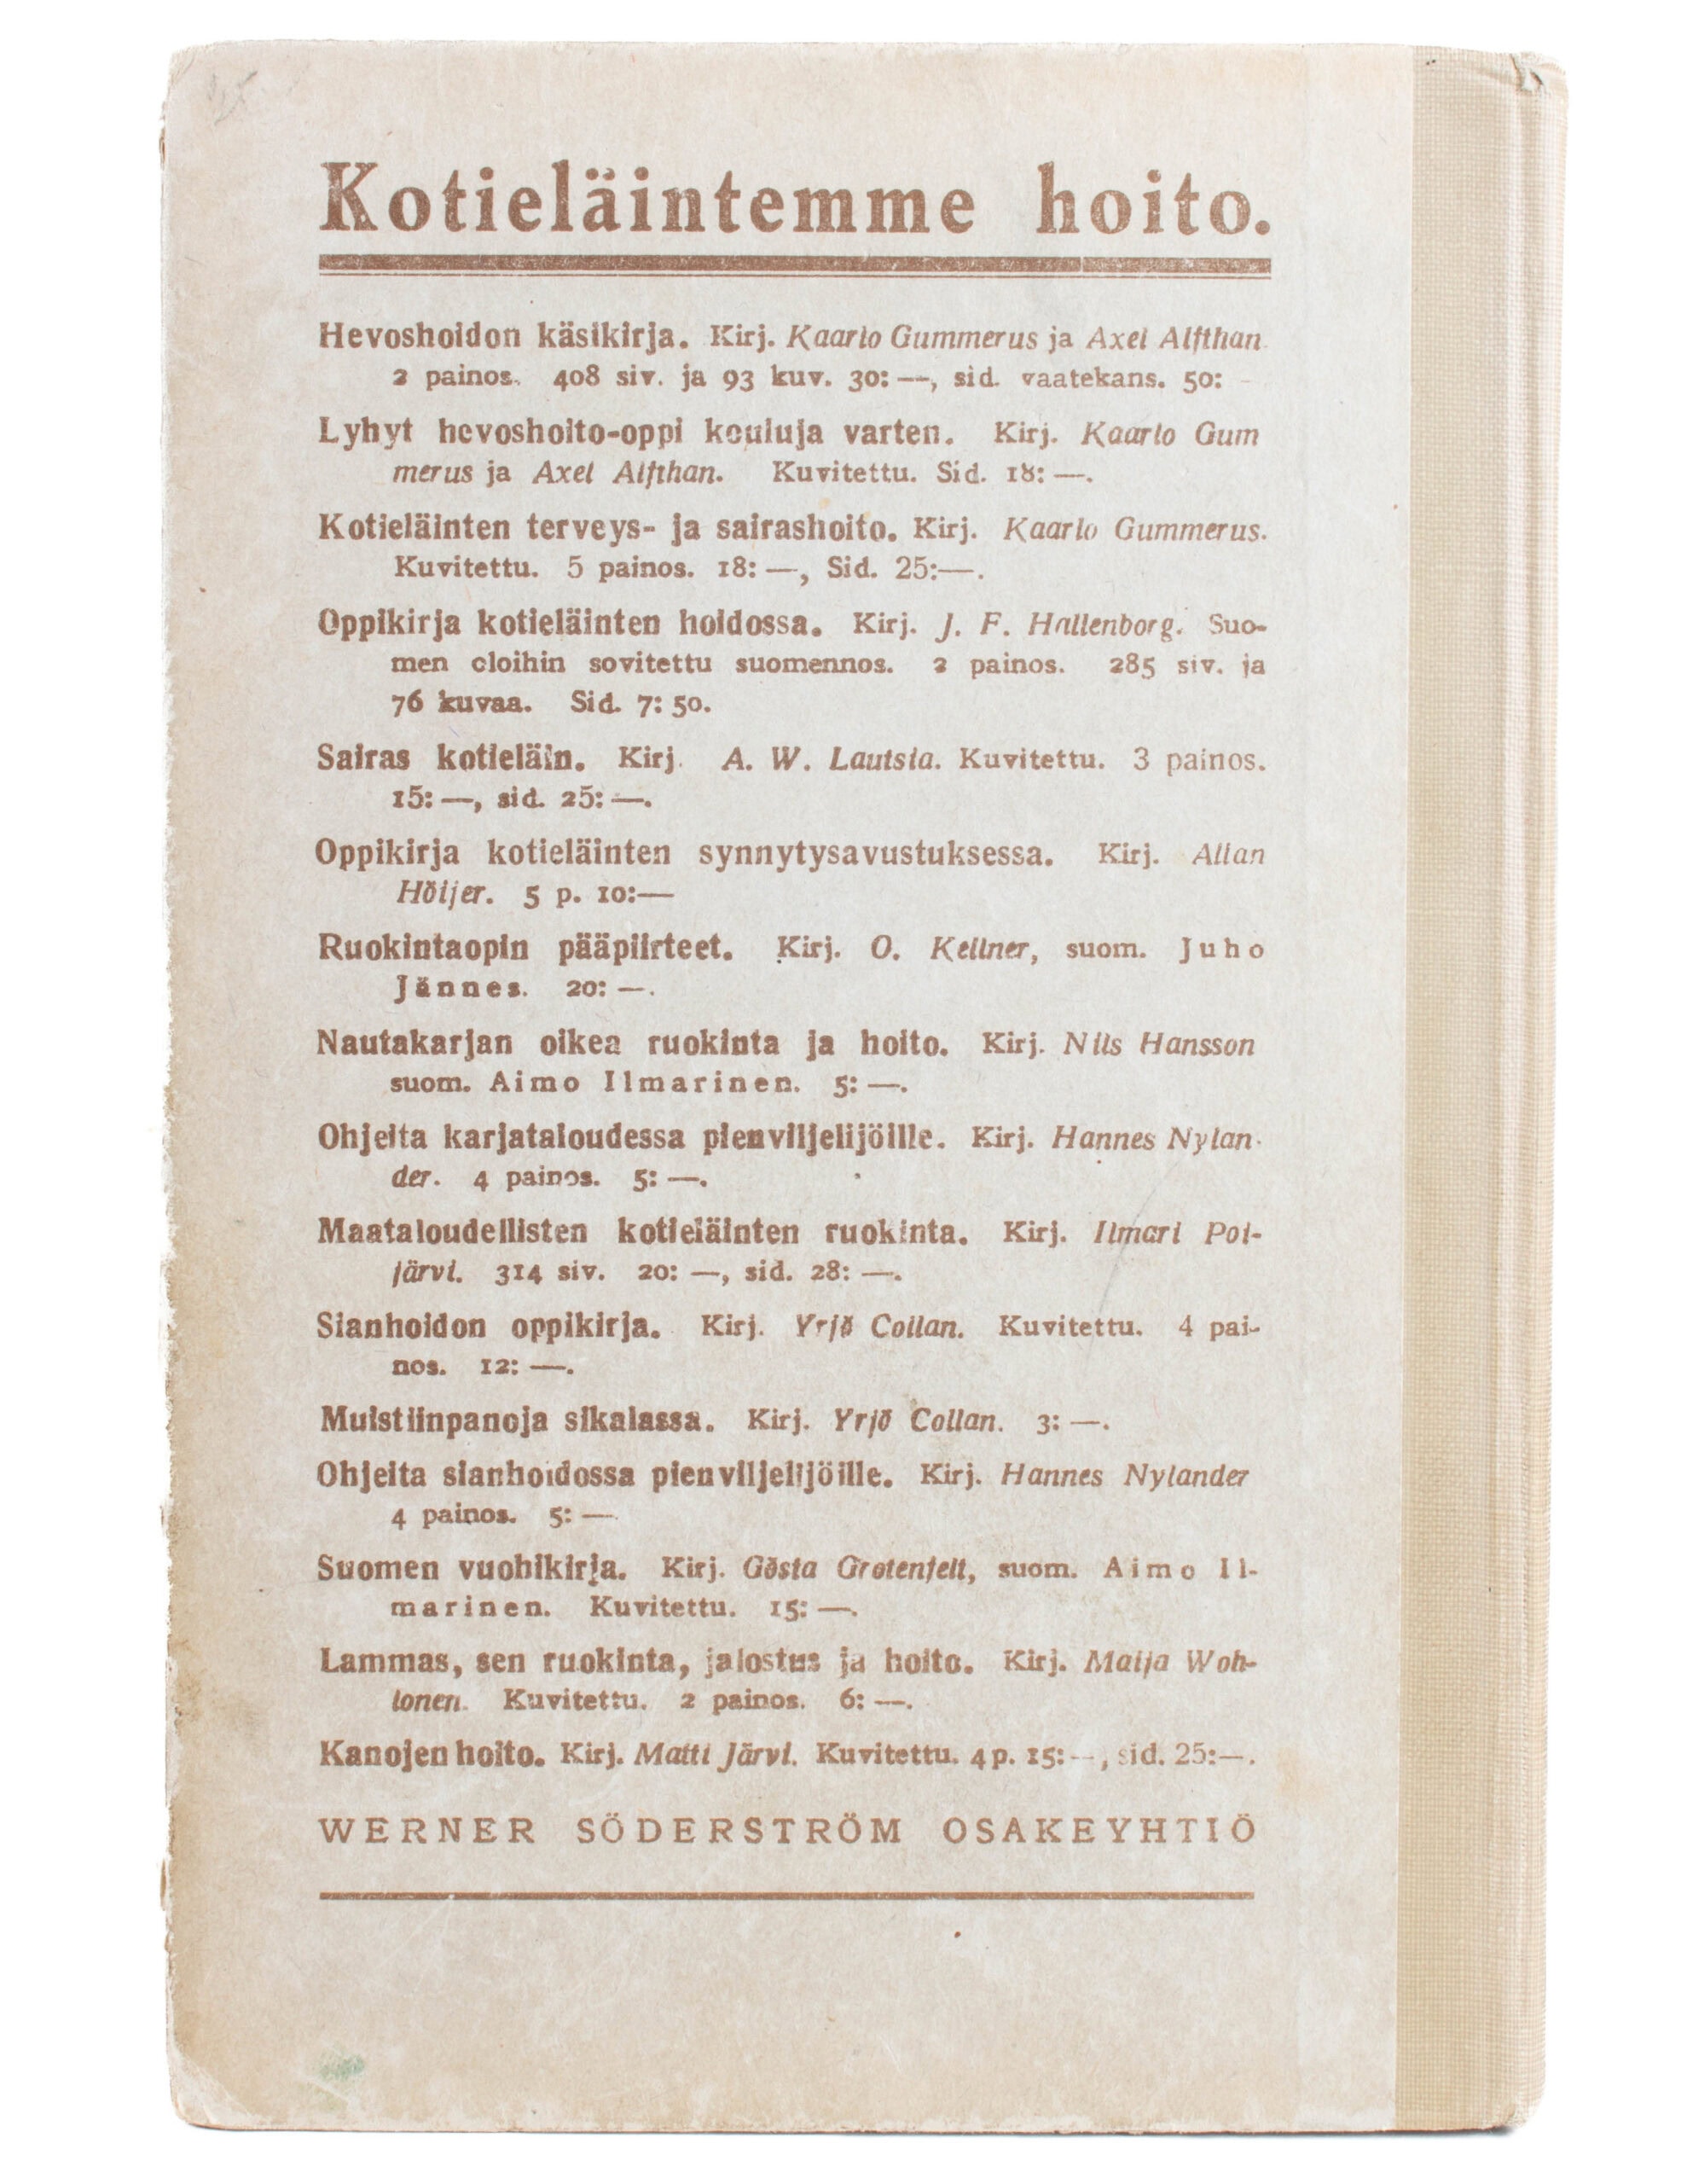 Kotieläintemme hoito.
Hevoshoidon käsikirja. Kirj. Kaarlo Gummerus ja Axel Alfthan
2 painos. 408 siv. ja 93 kuv. 30: —, sid. vaatekans. 50: –
Lyhyt hevoshoito-oppi kouluja varten. Kirj. Kaarlo Gum
merus ja Axel Alfthan. Kuvitettu. Sid. 18: —.
Kotieläinten terveys- ja sairashoito. Kirj. Kaarlo Gummerus.
Kuvitettu. 5 painos. 18: —, Sid. 25:—.
Oppikirja kotieläinten hoidossa. Kirj. J. F. Hallenborg. Suo-
men oloihin sovitettu suomennos. 2 painos. 285 siv. ja
76 kuvaa. Sid. 7: 50.
Sairas kotieläin. Kirj. A. W. Lautsia. Kuvitettu. 3 painos.
15: —, sid. 25: —.
Oppikirja kotieläinten synnytysavustuksessa. Kirj. Allan
Höijer. 5 p. 10:—
Ruokintaopin pääpiirteet. Kirj. O. Kellner, suom. Juho
Jännes. 20: —.
Nautakarjan oikea ruokinta ja hoito. Kirj. Nils Hansson
suom. Aimo Ilmarinen. 5: —.
Ohjeita karjataloudessa pienviljelijöille. Kirj. Hannes Nylan-
der. 4 painos. 5: —.
Maataloudellisten kotieläinten ruokinta. Kirj. Ilmari Poi-
järvi. 314 siv. 20: —, sid. 28: —.
Sianhoidon oppikirja. Kirj. Yrjö Collan. Kuvitettu. 4 pai-
nos. 12: —.
Muistiinpanoja sikalassa. Kirj. Yrjö Collan. 3: —.
Ohjeita sianhoidossa pienviljelijöille. Kirj. Hannes Nylander
4 painos. 5: —
Suomen vuohikirja. Kirj. Gösta Grotenfelt, suom. Aimo Il-
marinen. Kuvitettu. 15: —.
Lammas, sen ruokinta, jalostus ja hoito. Kirj. Maija Woh-
lonen. Kuvitettu. 2 painos. 6: —.
Kanojen hoito. Kirj. Matti Järvi. Kuvitettu. 4 p. 15: —, sid. 25:—.
WERNER SÖDERSTRÖM OSAKEYHTIÖ